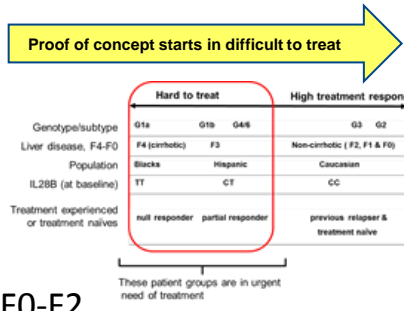 Proof of concept starts in difficult to treat
Hard to treat High treatment respon
Genotype/subtype G1a G1b G4/6 G3 G2
Liver disease, F4-F0 F4 (cirrhotic) F3 Non-cirrhotic ( F2, F1 & F0)
Population Blacks Hispanic Caucasian
IL28B (at baseline) TT CT CC
Treatment experienced
or treatment naïves null responder partial responder previous relapser &
treatment naive
These patient groups are in urgent
need of treatment
F0-F2